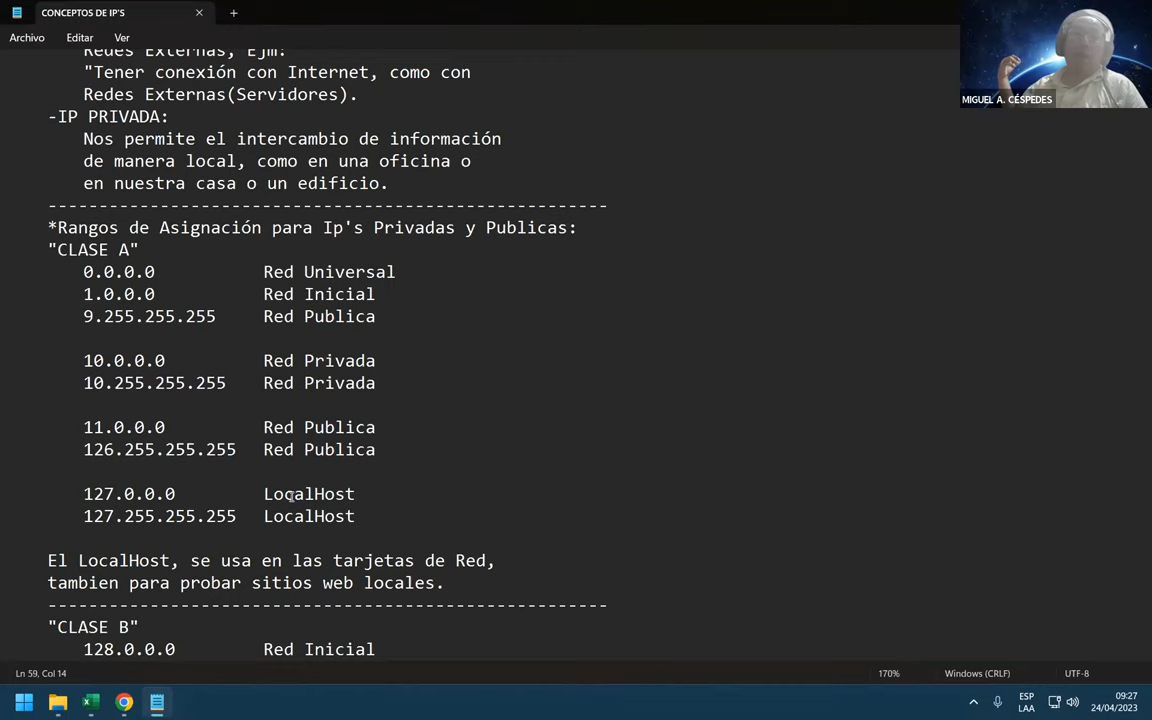 CONCEPTOS DE IP'S
Archivo Editar Ver
Redes Externas, Ejm:
"Tener conexión con Internet, como con
Redes Externas(Servidores).
-IP PRIVADA:
Nos permite el intercambio de información
de manera local, como en una oficina o
en nuestra casa o un edificio.
-------------------------------------------------------
*Rangos de Asignación para Ip's Privadas y Publicas:
"CLASE A"
0.0.0.0 Red Universal
1.0.0.0 Red Inicial
9.255.255.255 Red Publica
10.0.0.0 Red Privada
10.255.255.255 Red Privada
11.0.0.0 Red Publica
126.255.255.255 Red Publica
127.0.0.0 LocalHost
127.255.255.255 LocalHost
El LocalHost, se usa en las tarjetas de Red,
tambien para probar sitios web locales.
-------------------------------------------------------
"CLASE B"
128.0.0.0 Red Inicial
MIGUEL A. CÉSPEDES
Ln 59, Col 14 170% Windows (CRLF) UTF-8
ESP
LAA
09:27
24/04/2023